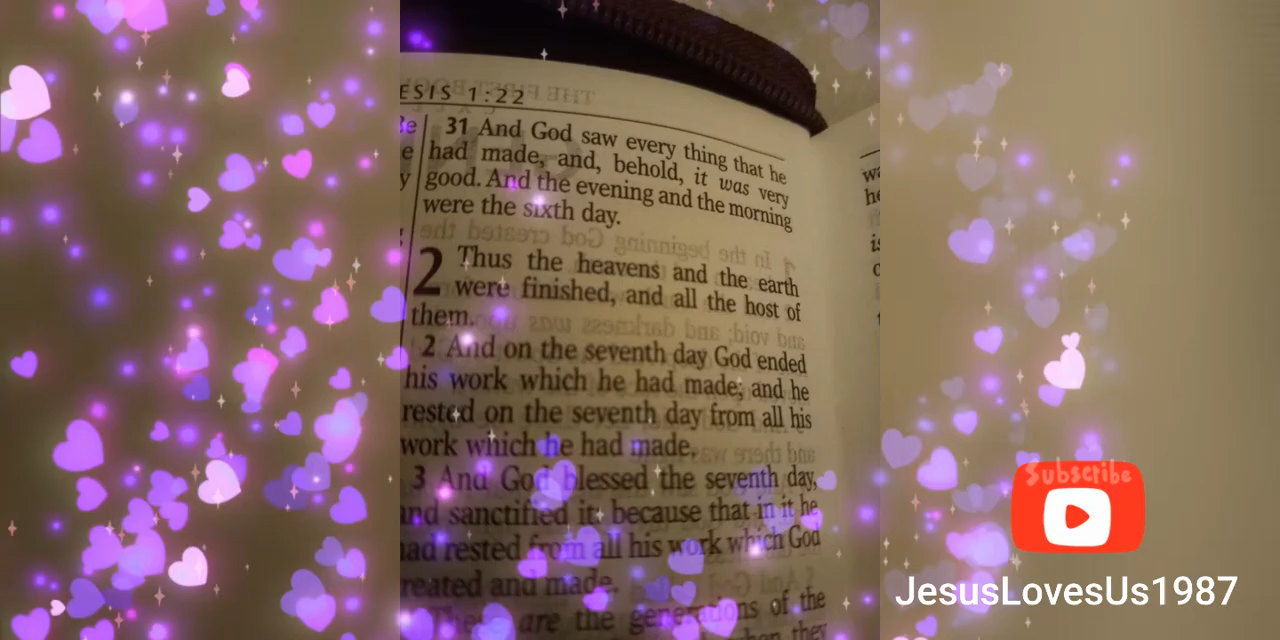 ESIS 1:22
31 And God saw every thing that he
had made, and, behold, it was very
good. And the evening and the morning
were the sixth day.
2 Thus the heavens and the earth
were finished, and all the host of
them.
2 And on the seventh day God ended
his work which he had made; and he
rested on the seventh day from all his
work which he had made.
3 And God blessed the seventh day,
and sanctified it: because that in it he
had rested from all his work which God
reated and made.
These are the generations of the
Subscribe
JesusLovesUs1987